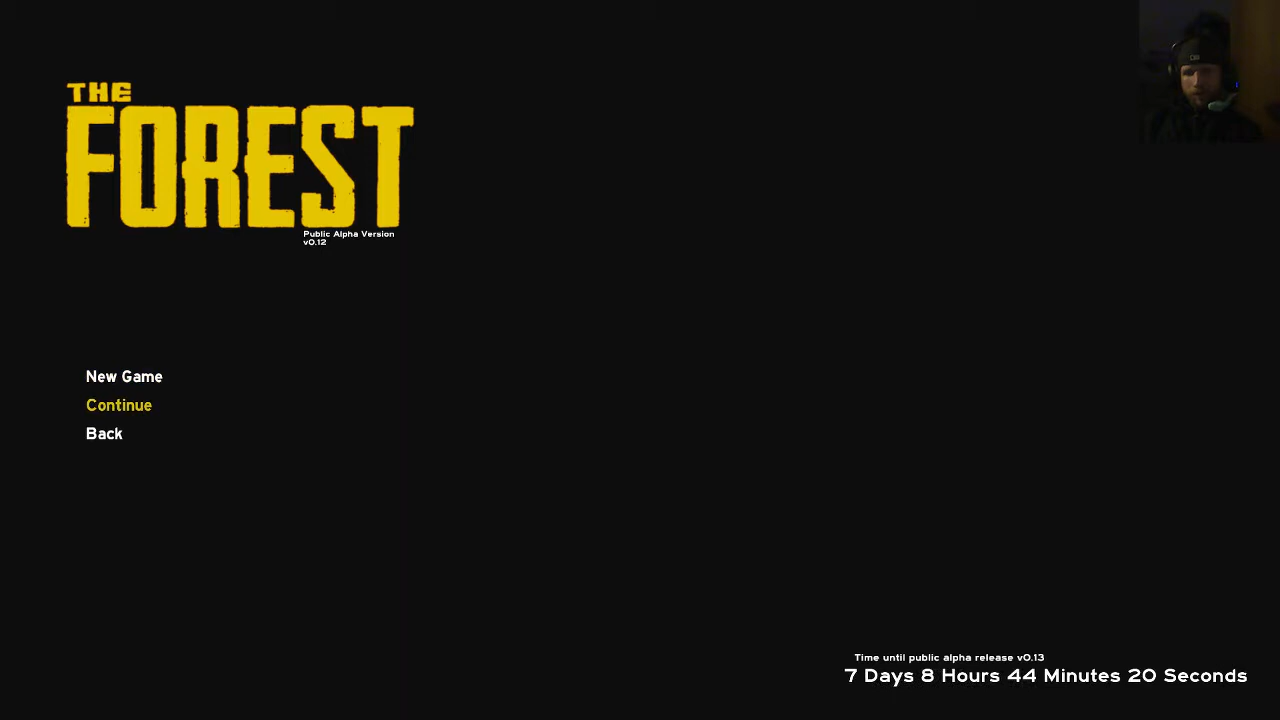 THE
FOREST
Public Alpha Version
v0.12
New Game
Continue
Back
Time until public alpha release v0.13
7 Days 8 Hours 44 Minutes 20 Seconds